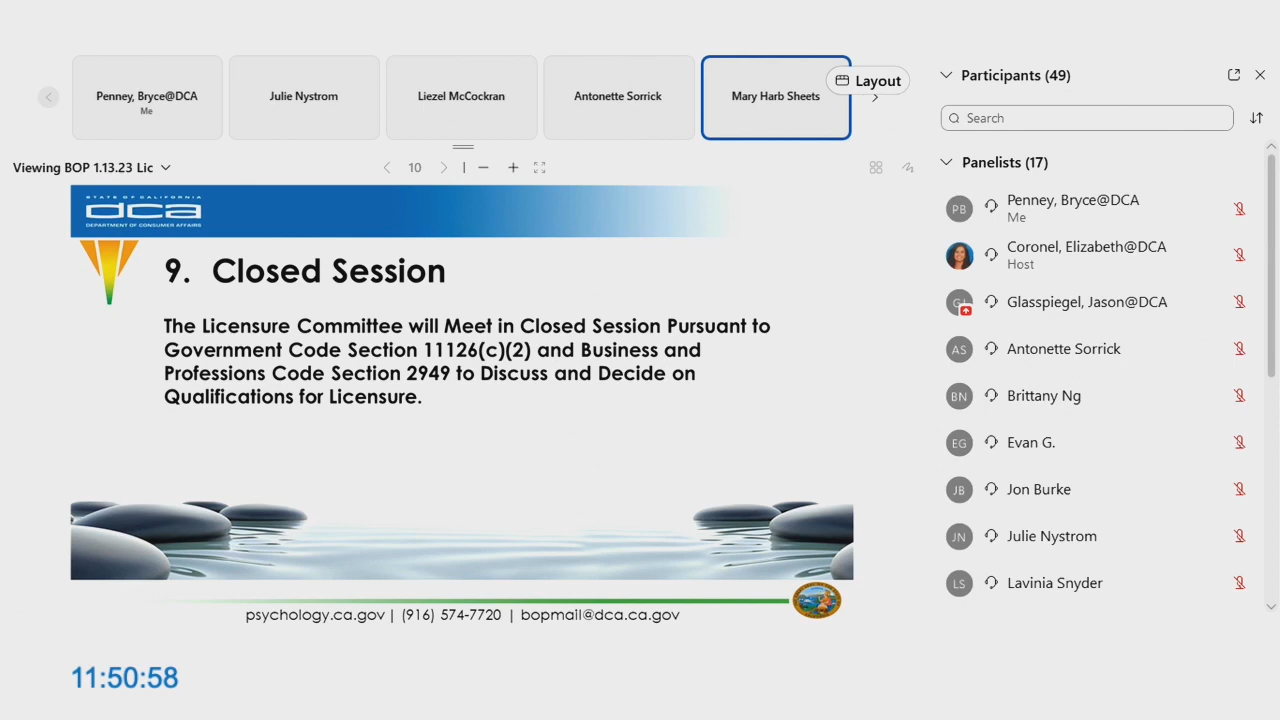 Penney, Bryce@DCA
Me
Julie Nystrom
Liezel McCockran
Antonette Sorrick
Mary Harb Sheets
Layout
Participants (49)
Search
Viewing BOP 1.13.23 Lic
10
Panelists (17)
STATE OF CALIFORNIA
dca
DEPARTMENT OF CONSUMER AFFAIRS
9. Closed Session
The Licensure Committee will Meet in Closed Session Pursuant to
Government Code Section 11126(c)(2) and Business and
Professions Code Section 2949 to Discuss and Decide on
Qualifications for Licensure.
psychology.ca.gov | (916) 574-7720 | bopmail@dca.ca.gov
11:50:58
PB
Penney, Bryce@DCA
Me
Coronel, Elizabeth@DCA
Host
GJ
Glasspiegel, Jason@DCA
AS
Antonette Sorrick
BN
Brittany Ng
EG
Evan G.
JB
Jon Burke
JN
Julie Nystrom
LS
Lavinia Snyder